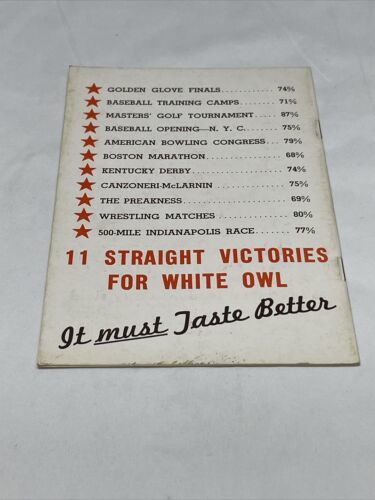 ★ GOLDEN GLOVE FINALS............ 74%
★ BASEBALL TRAINING CAMPS........ 71%
★ MASTERS' GOLF TOURNAMENT..... 87%
★ BASEBALL OPENING—N. Y. C........ 75%
★ AMERICAN BOWLING CONGRESS... 79%
★ BOSTON MARATHON............... 68%
★ KENTUCKY DERBY................ 74%
★ CANZONERI-McLARNIN........... 75%
★ THE PREAKNESS................. 69%
★ WRESTLING MATCHES............ 80%
★ 500-MILE INDIANAPOLIS RACE....... 77%
11 STRAIGHT VICTORIES
FOR WHITE OWL
It must Taste Better